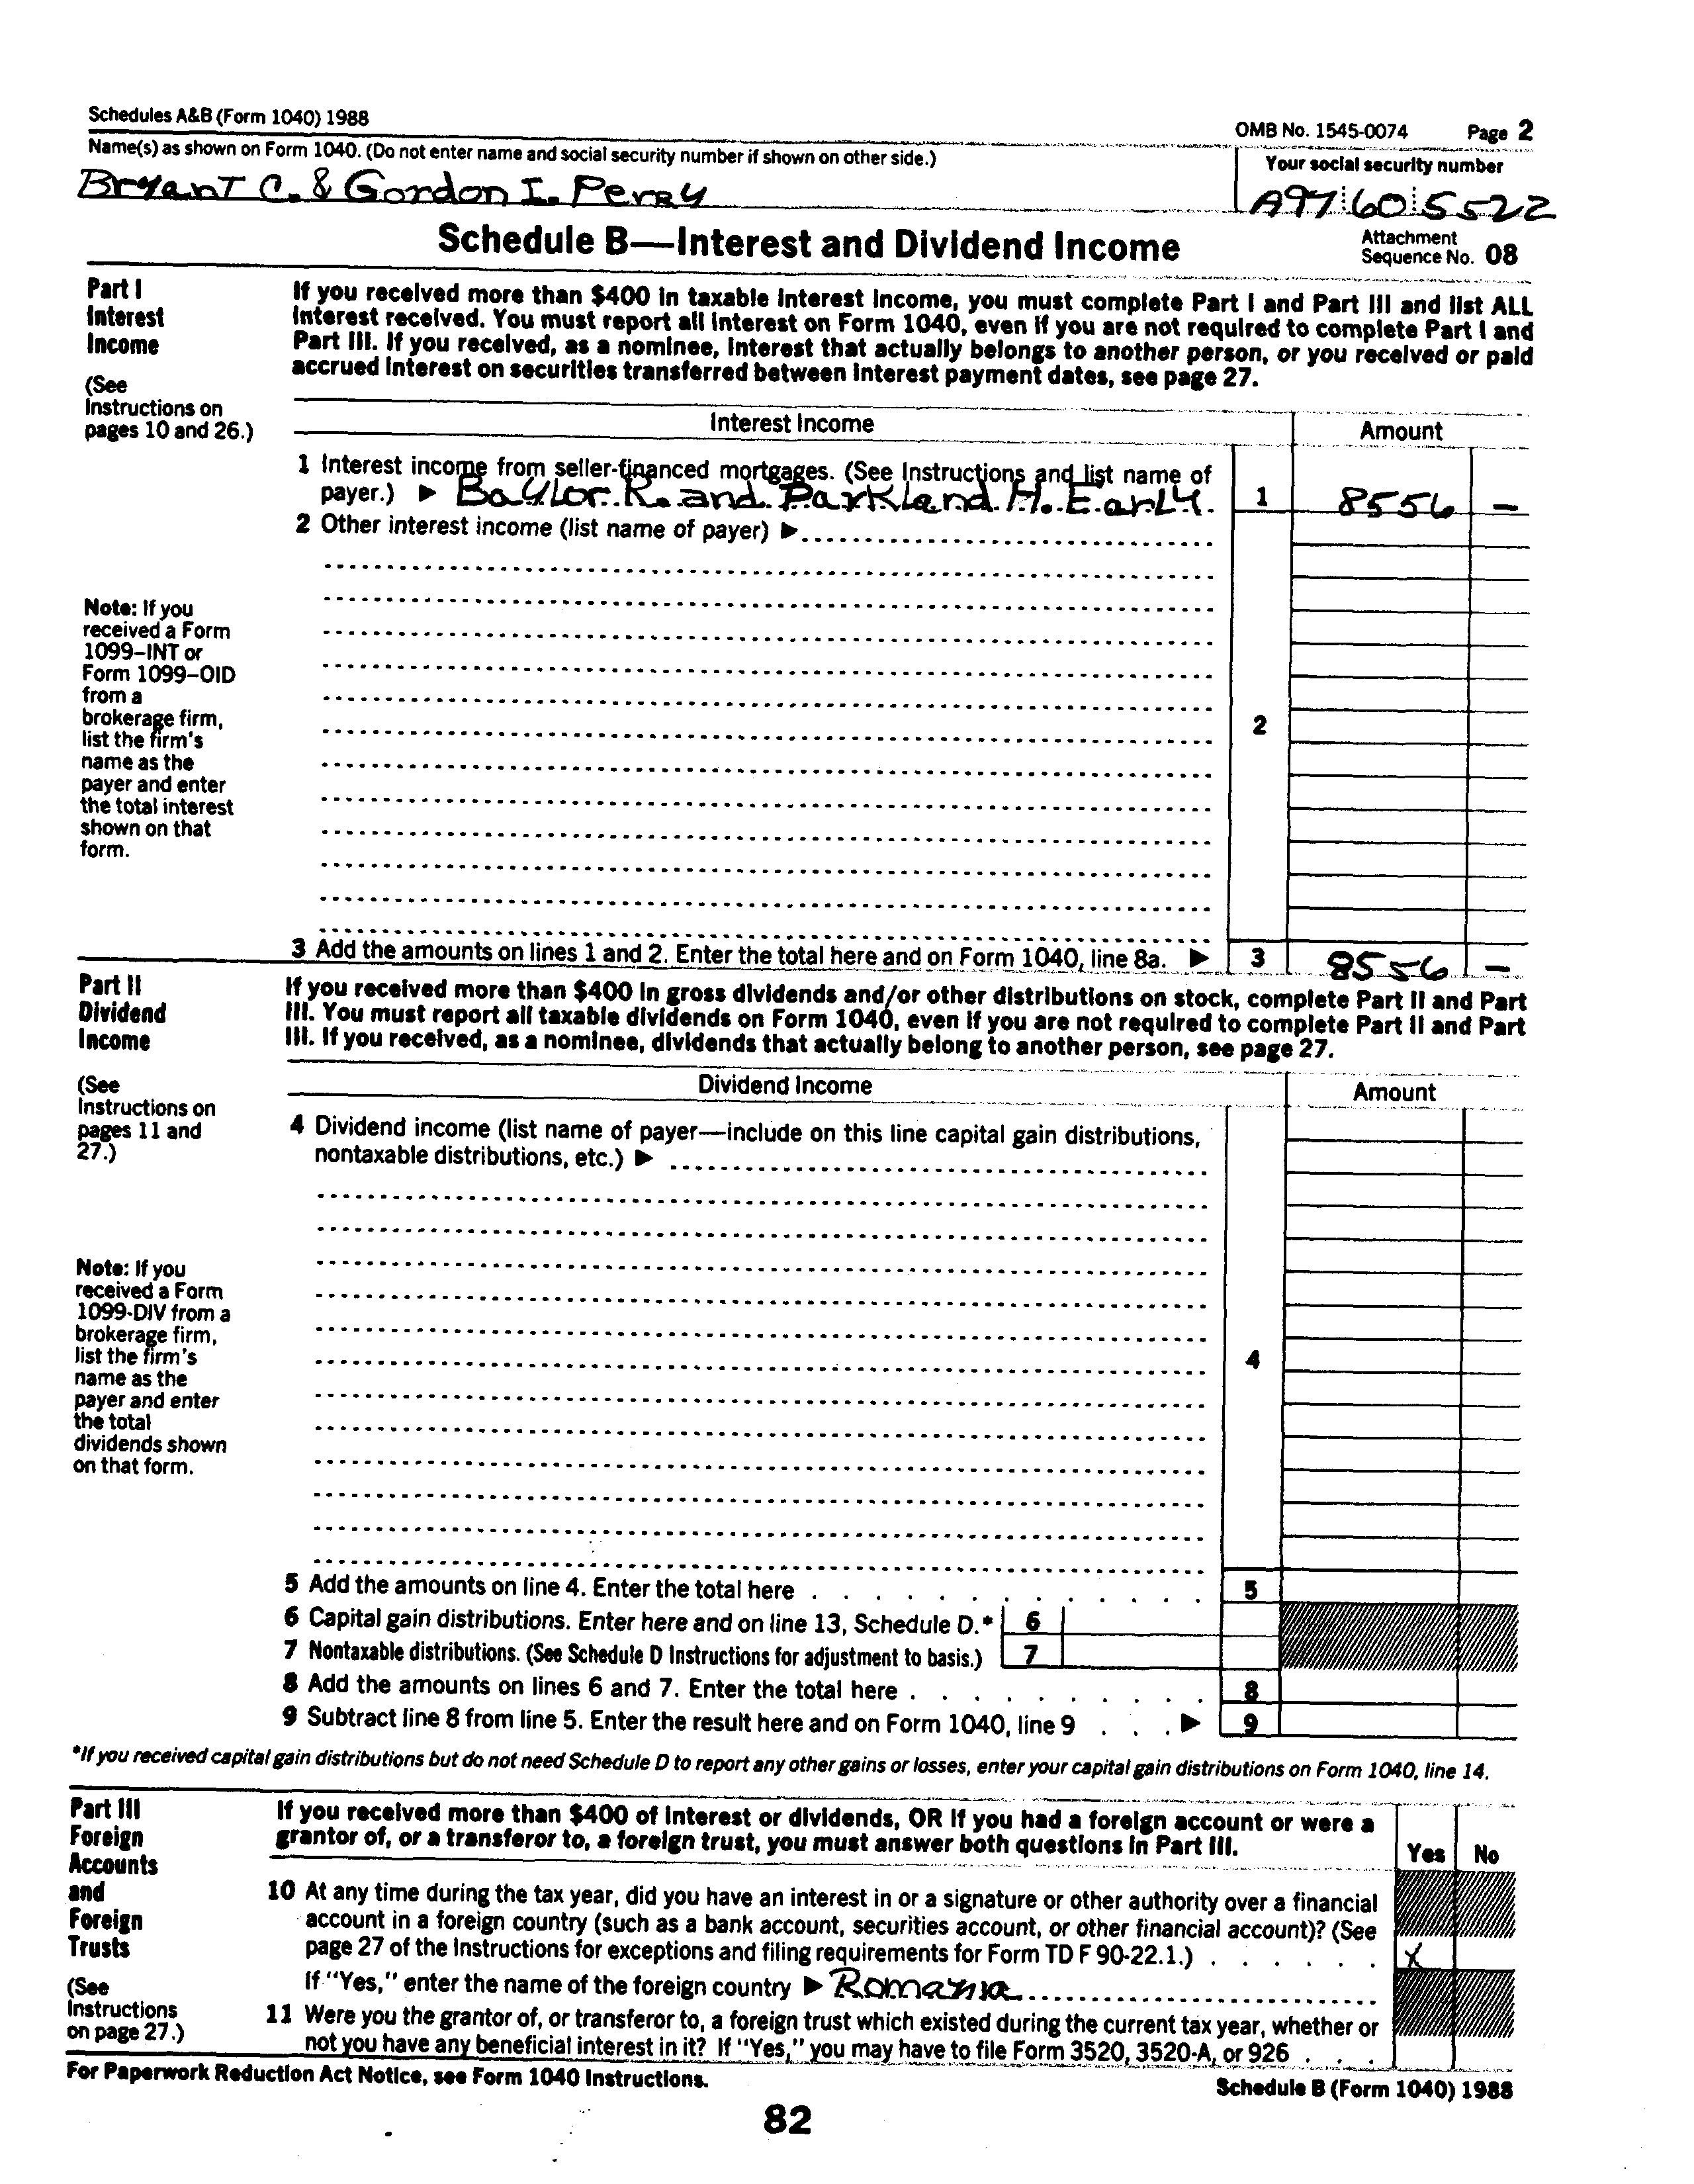 Schedules A&B (Form 1040) 1988
OMB No. 1545-0074 Page 2
Name(s) as shown on Form 1040. (Do not enter name and social security number if shown on other side.)
Your social security number
Bryant C. & Gordon I. Perry
A97 60 5522
Schedule B—Interest and Dividend Income
Attachment
Sequence No. 08
Part I
Interest
Income
(See
Instructions on
pages 10 and 26.)
If you received more than $400 in taxable interest income, you must complete Part I and Part III and list ALL
interest received. You must report all interest on Form 1040, even if you are not required to complete Part I and
Part III. If you received, as a nominee, interest that actually belongs to another person, or you received or paid
accrued interest on securities transferred between interest payment dates, see page 27.
Interest Income
Amount
1 Interest income from seller-financed mortgages. (See Instructions and list name of
payer.) ▶ Baylor R. and Parkland H. Early
1 8556 –
2 Other interest income (list name of payer) ▶
Note: If you
received a Form
1099–INT or
Form 1099–OID
from a
brokerage firm,
list the firm's
name as the
payer and enter
the total interest
shown on that
form.
2
3 Add the amounts on lines 1 and 2. Enter the total here and on Form 1040, line 8a. ▶ 3 8556 –
Part II
Dividend
Income
(See
Instructions on
pages 11 and
27.)
If you received more than $400 in gross dividends and/or other distributions on stock, complete Part II and Part
III. You must report all taxable dividends on Form 1040, even if you are not required to complete Part II and Part
III. If you received, as a nominee, dividends that actually belong to another person, see page 27.
Dividend Income
Amount
4 Dividend income (list name of payer—include on this line capital gain distributions,
nontaxable distributions, etc.) ▶
Note: If you
received a Form
1099-DIV from a
brokerage firm,
list the firm's
name as the
payer and enter
the total
dividends shown
on that form.
4
5 Add the amounts on line 4. Enter the total here 5
6 Capital gain distributions. Enter here and on line 13, Schedule D.* 6
7 Nontaxable distributions. (See Schedule D Instructions for adjustment to basis.) 7
8 Add the amounts on lines 6 and 7. Enter the total here 8
9 Subtract line 8 from line 5. Enter the result here and on Form 1040, line 9 ▶ 9
*If you received capital gain distributions but do not need Schedule D to report any other gains or losses, enter your capital gain distributions on Form 1040, line 14.
Part III
Foreign
Accounts
and
Foreign
Trusts
(See
Instructions
on page 27.)
If you received more than $400 of interest or dividends, OR if you had a foreign account or were a
grantor of, or a transferor to, a foreign trust, you must answer both questions in Part III.
Yes No
10 At any time during the tax year, did you have an interest in or a signature or other authority over a financial
account in a foreign country (such as a bank account, securities account, or other financial account)? (See
page 27 of the Instructions for exceptions and filing requirements for Form TD F 90-22.1.) X
If "Yes," enter the name of the foreign country ▶ Romania
11 Were you the grantor of, or transferor to, a foreign trust which existed during the current tax year, whether or
not you have any beneficial interest in it? If "Yes," you may have to file Form 3520, 3520-A, or 926
For Paperwork Reduction Act Notice, see Form 1040 Instructions.
Schedule B (Form 1040) 1988
82